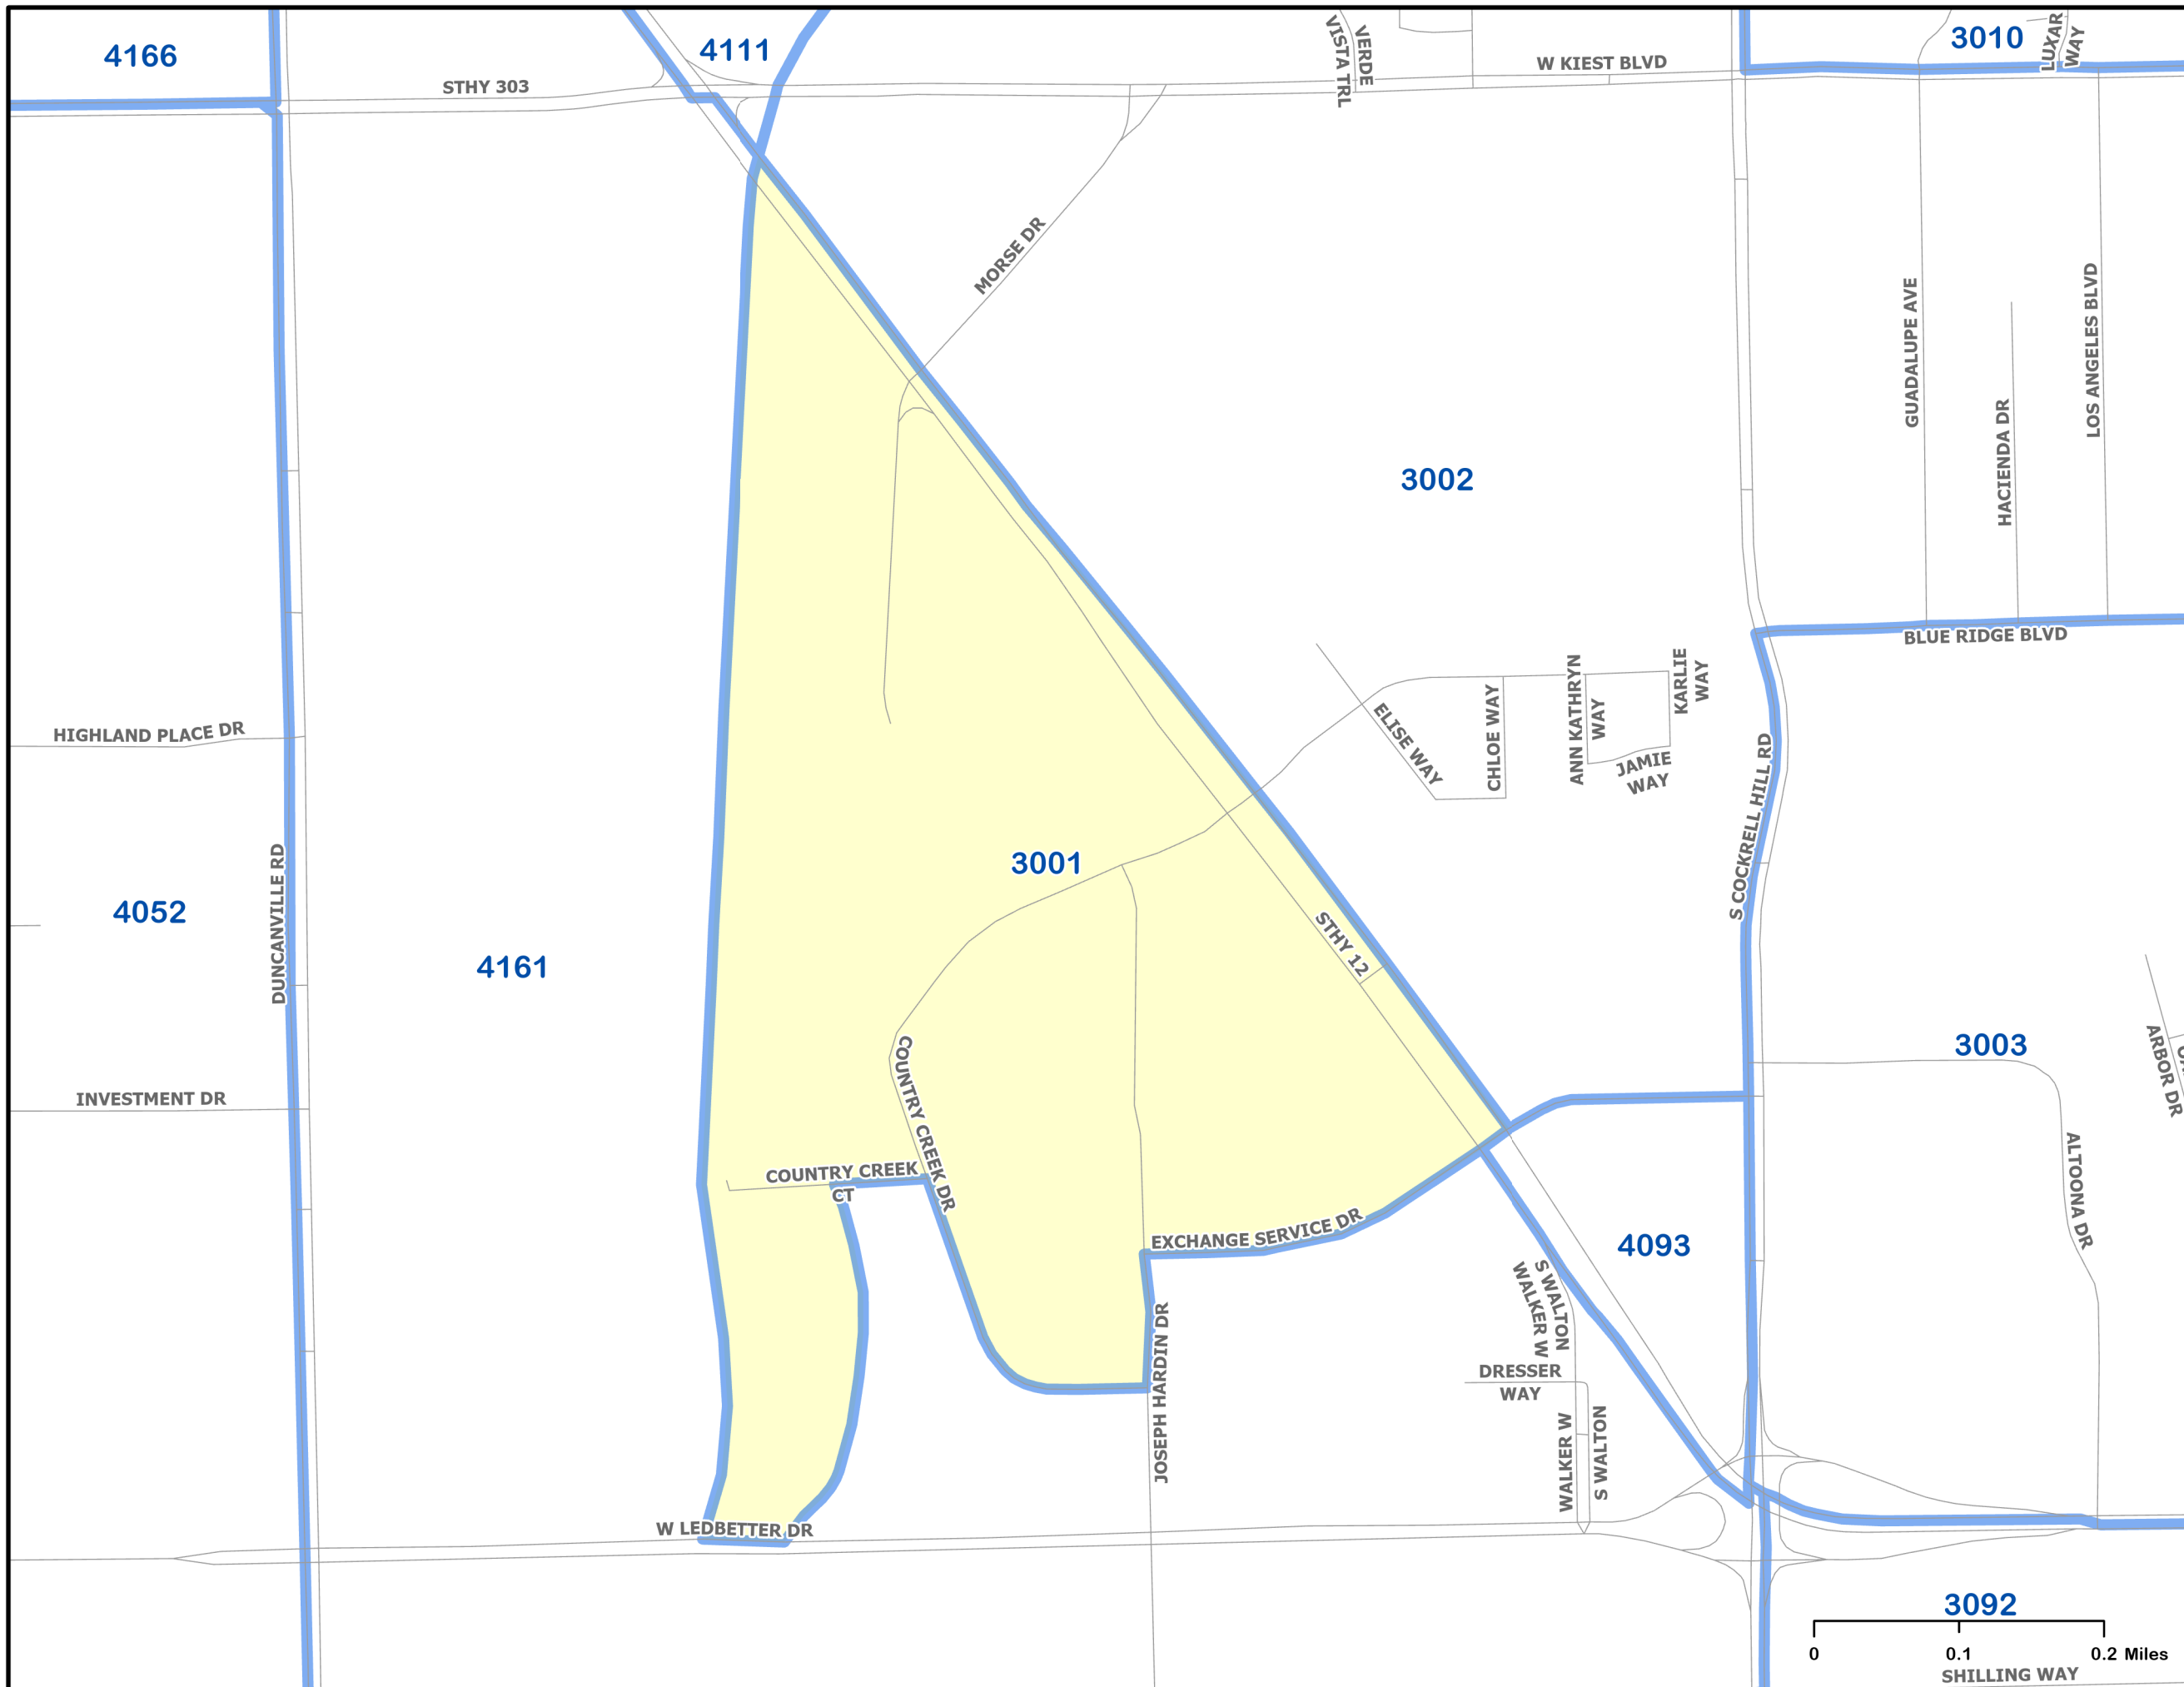 4166
4111
3010
LUXAR
WAY
VISTA TRL
VERDE
W KIEST BLVD
STHY 303
MORSE DR
GUADALUPE AVE
LOS ANGELES BLVD
HACIENDA DR
3002
BLUE RIDGE BLVD
HIGHLAND PLACE DR
ELISE WAY
CHLOE WAY
ANN KATHRYN
WAY
KARLIE
WAY
JAMIE
WAY
S COCKRELL HILL RD
DUNCANVILLE RD
3001
4052
4161
STHY 12
3003
ARBOR DR
INVESTMENT DR
COUNTRY CREEK DR
COUNTRY CREEK
CT
ALTOONA DR
EXCHANGE SERVICE DR
4093
S WALTON
WALKER W
JOSEPH HARDIN DR
DRESSER
WAY
WALKER W
S WALTON
W LEDBETTER DR
3092
0
0.1
0.2 Miles
SHILLING WAY